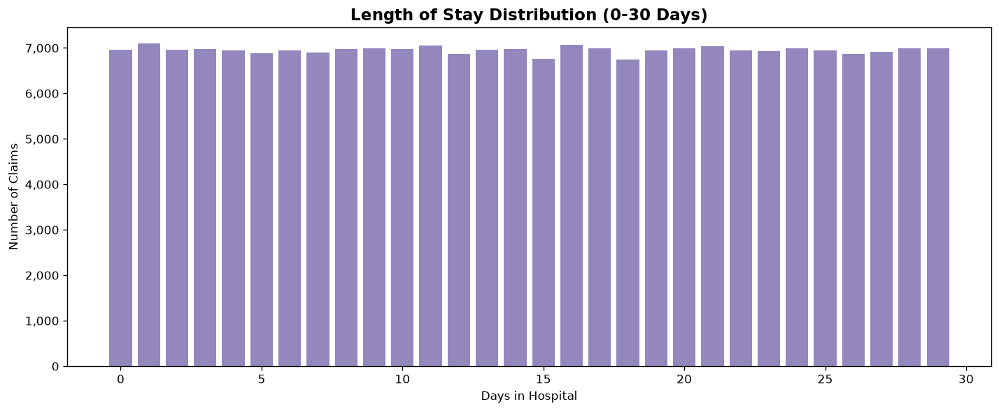 Length of Stay Distribution (0-30 Days)
Number of Claims
7,000
6,000
5,000
4,000
3,000
2,000
1,000
0
0 5 10 15 20 25 30
Days in Hospital